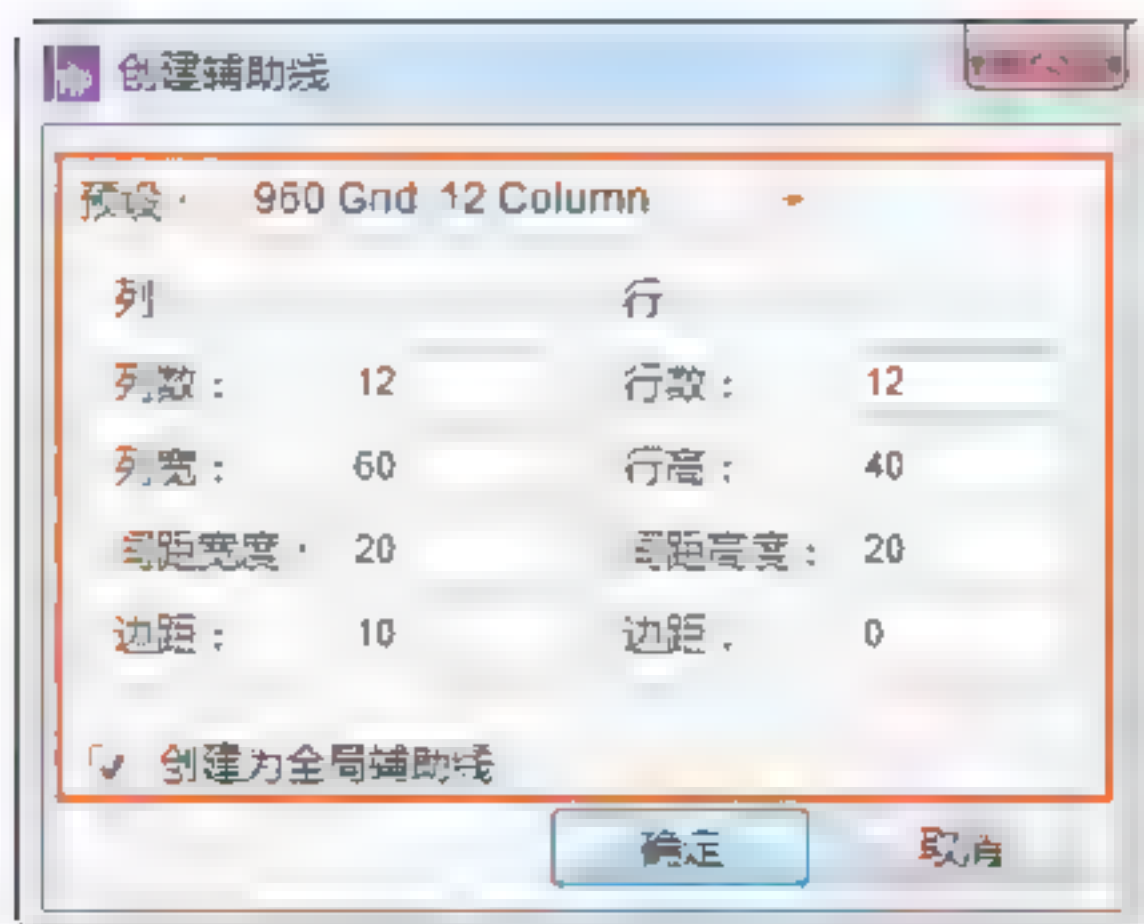 创建辅助线
预设： 960 Grid 12 Column
列 行
列数： 12 行数： 12
列宽： 60 行高： 40
间距宽度： 20 间距高度： 20
边距： 10 边距： 0
创建为全局辅助线
确定 取消